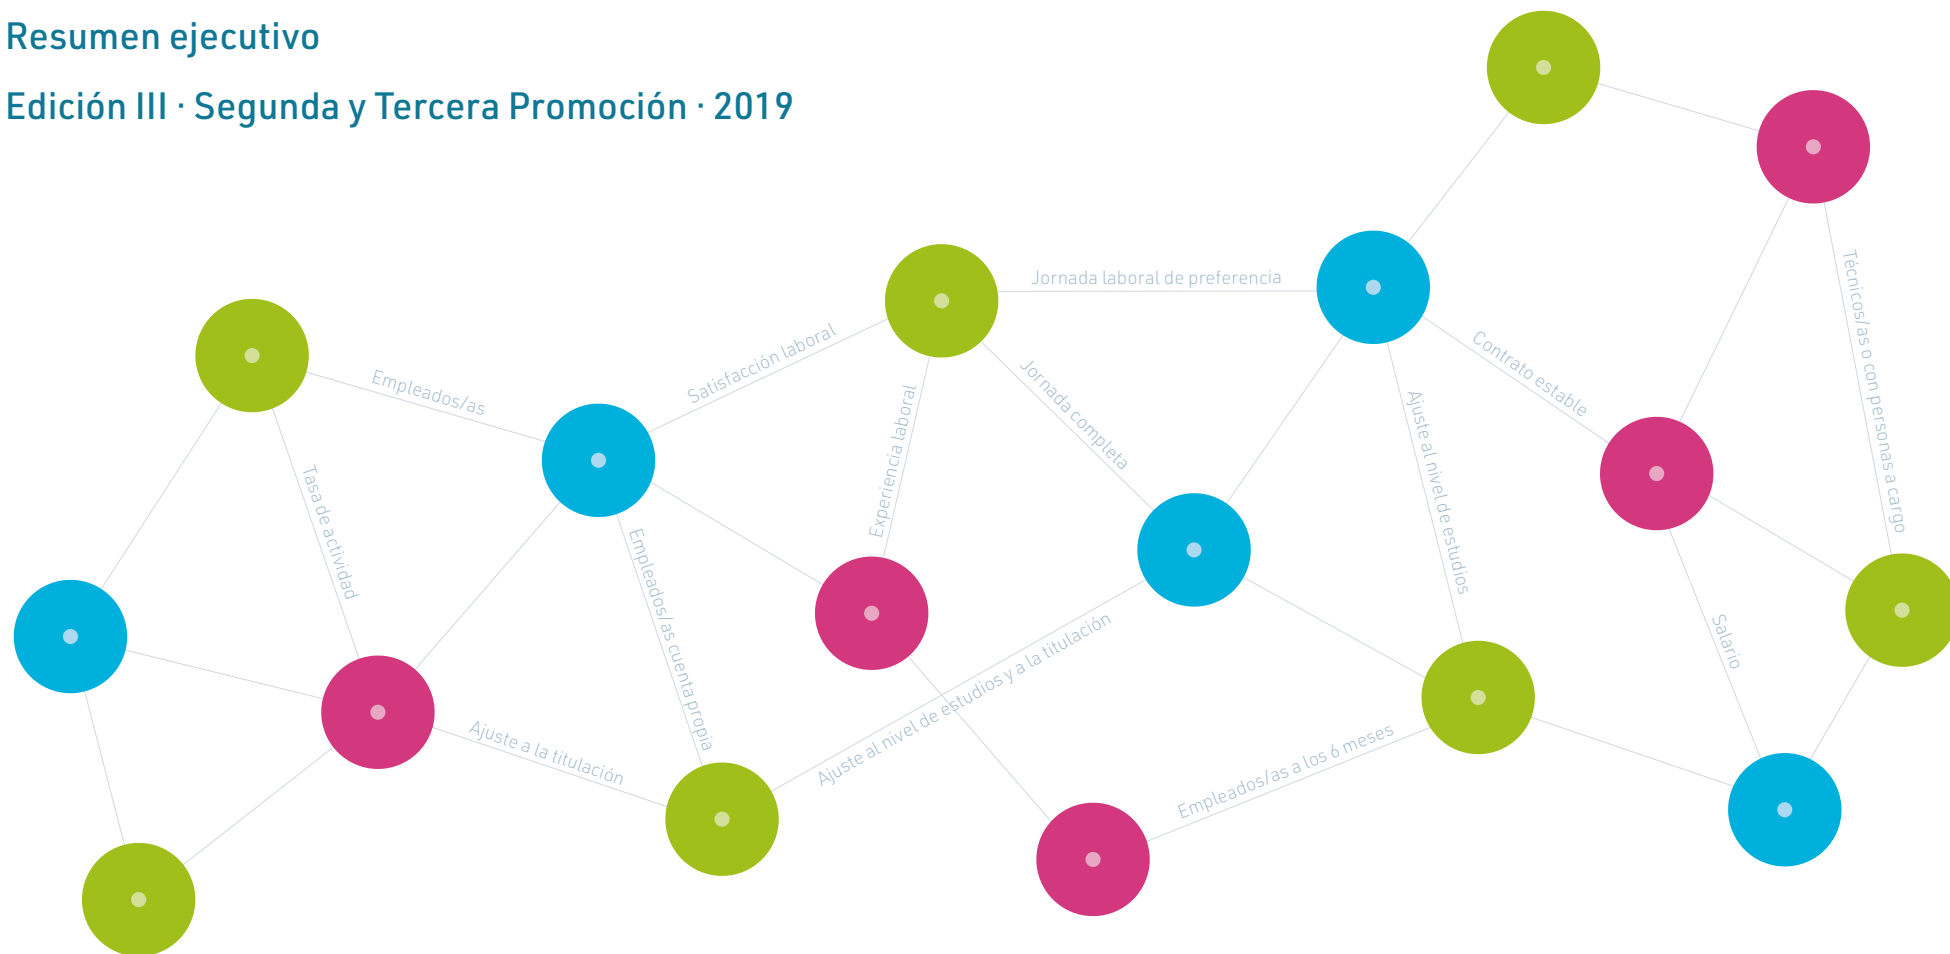 Resumen ejecutivo
Edición III · Segunda y Tercera Promoción · 2019
Jornada laboral de preferencia
Técnicos/as o con personas a cargo
Satisfacción laboral
Contrato estable
Empleados/as
Jornada completa
Experiencia laboral
Ajuste al nivel de estudios
Tasa de actividad
Empleados/as cuenta propia
Ajuste al nivel de estudios y a la titulación
Salario
Ajuste a la titulación
Empleados/as a los 6 meses